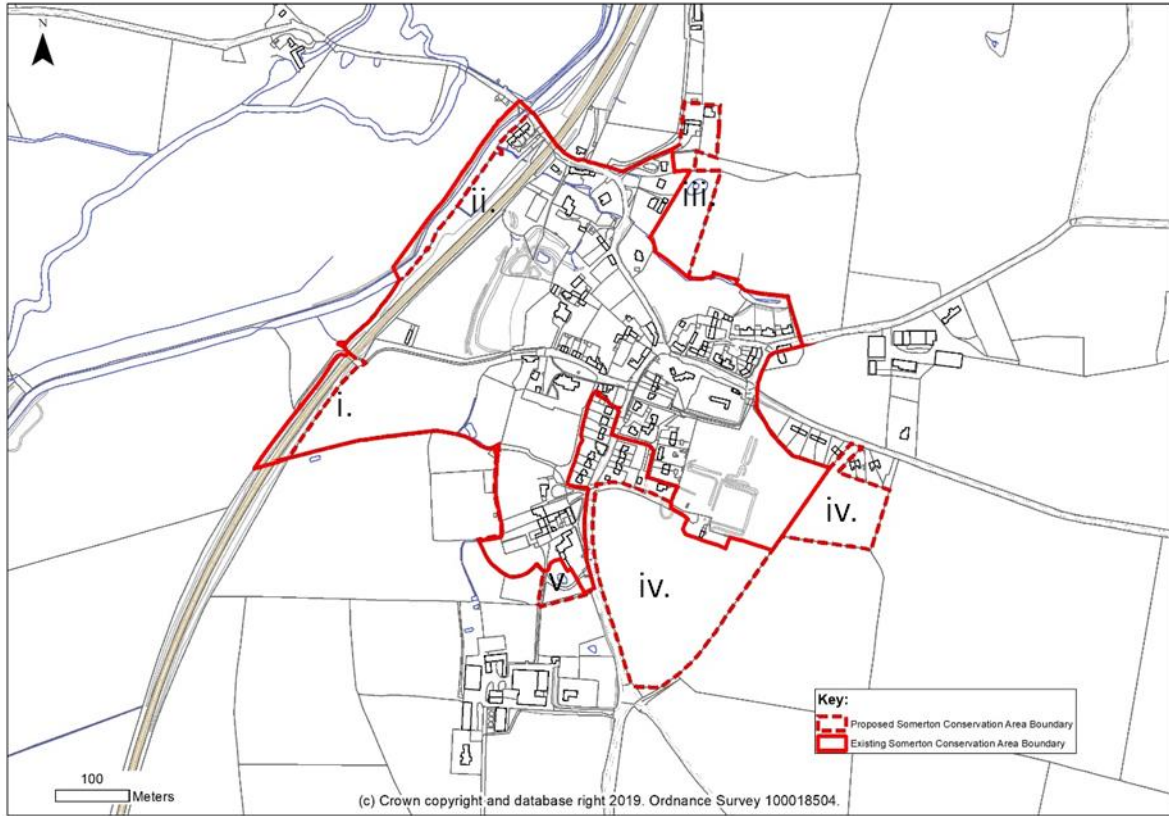 N
ii.
iii.
i.
iv.
v
iv.
Key:
Proposed Somerton Conservation Area Boundary
Existing Somerton Conservation Area Boundary
100
Meters
(c) Crown copyright and database right 2019. Ordnance Survey 100018504.